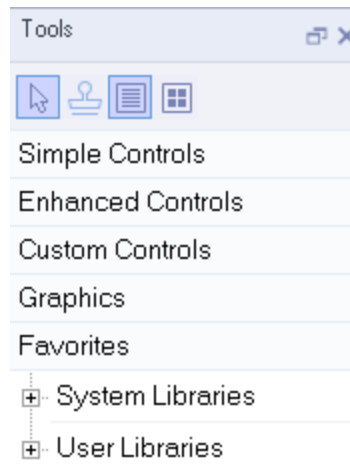 Tools
Simple Controls
Enhanced Controls
Custom Controls
Graphics
Favorites
System Libraries
User Libraries